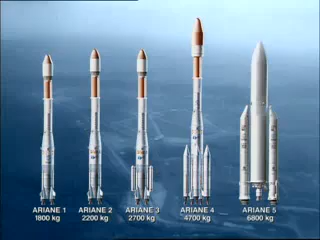 ARIANE 1
1800 kg
ARIANE 2
2200 kg
ARIANE 3
2700 kg
ARIANE 4
4700 kg
ARIANE 5
6800 kg